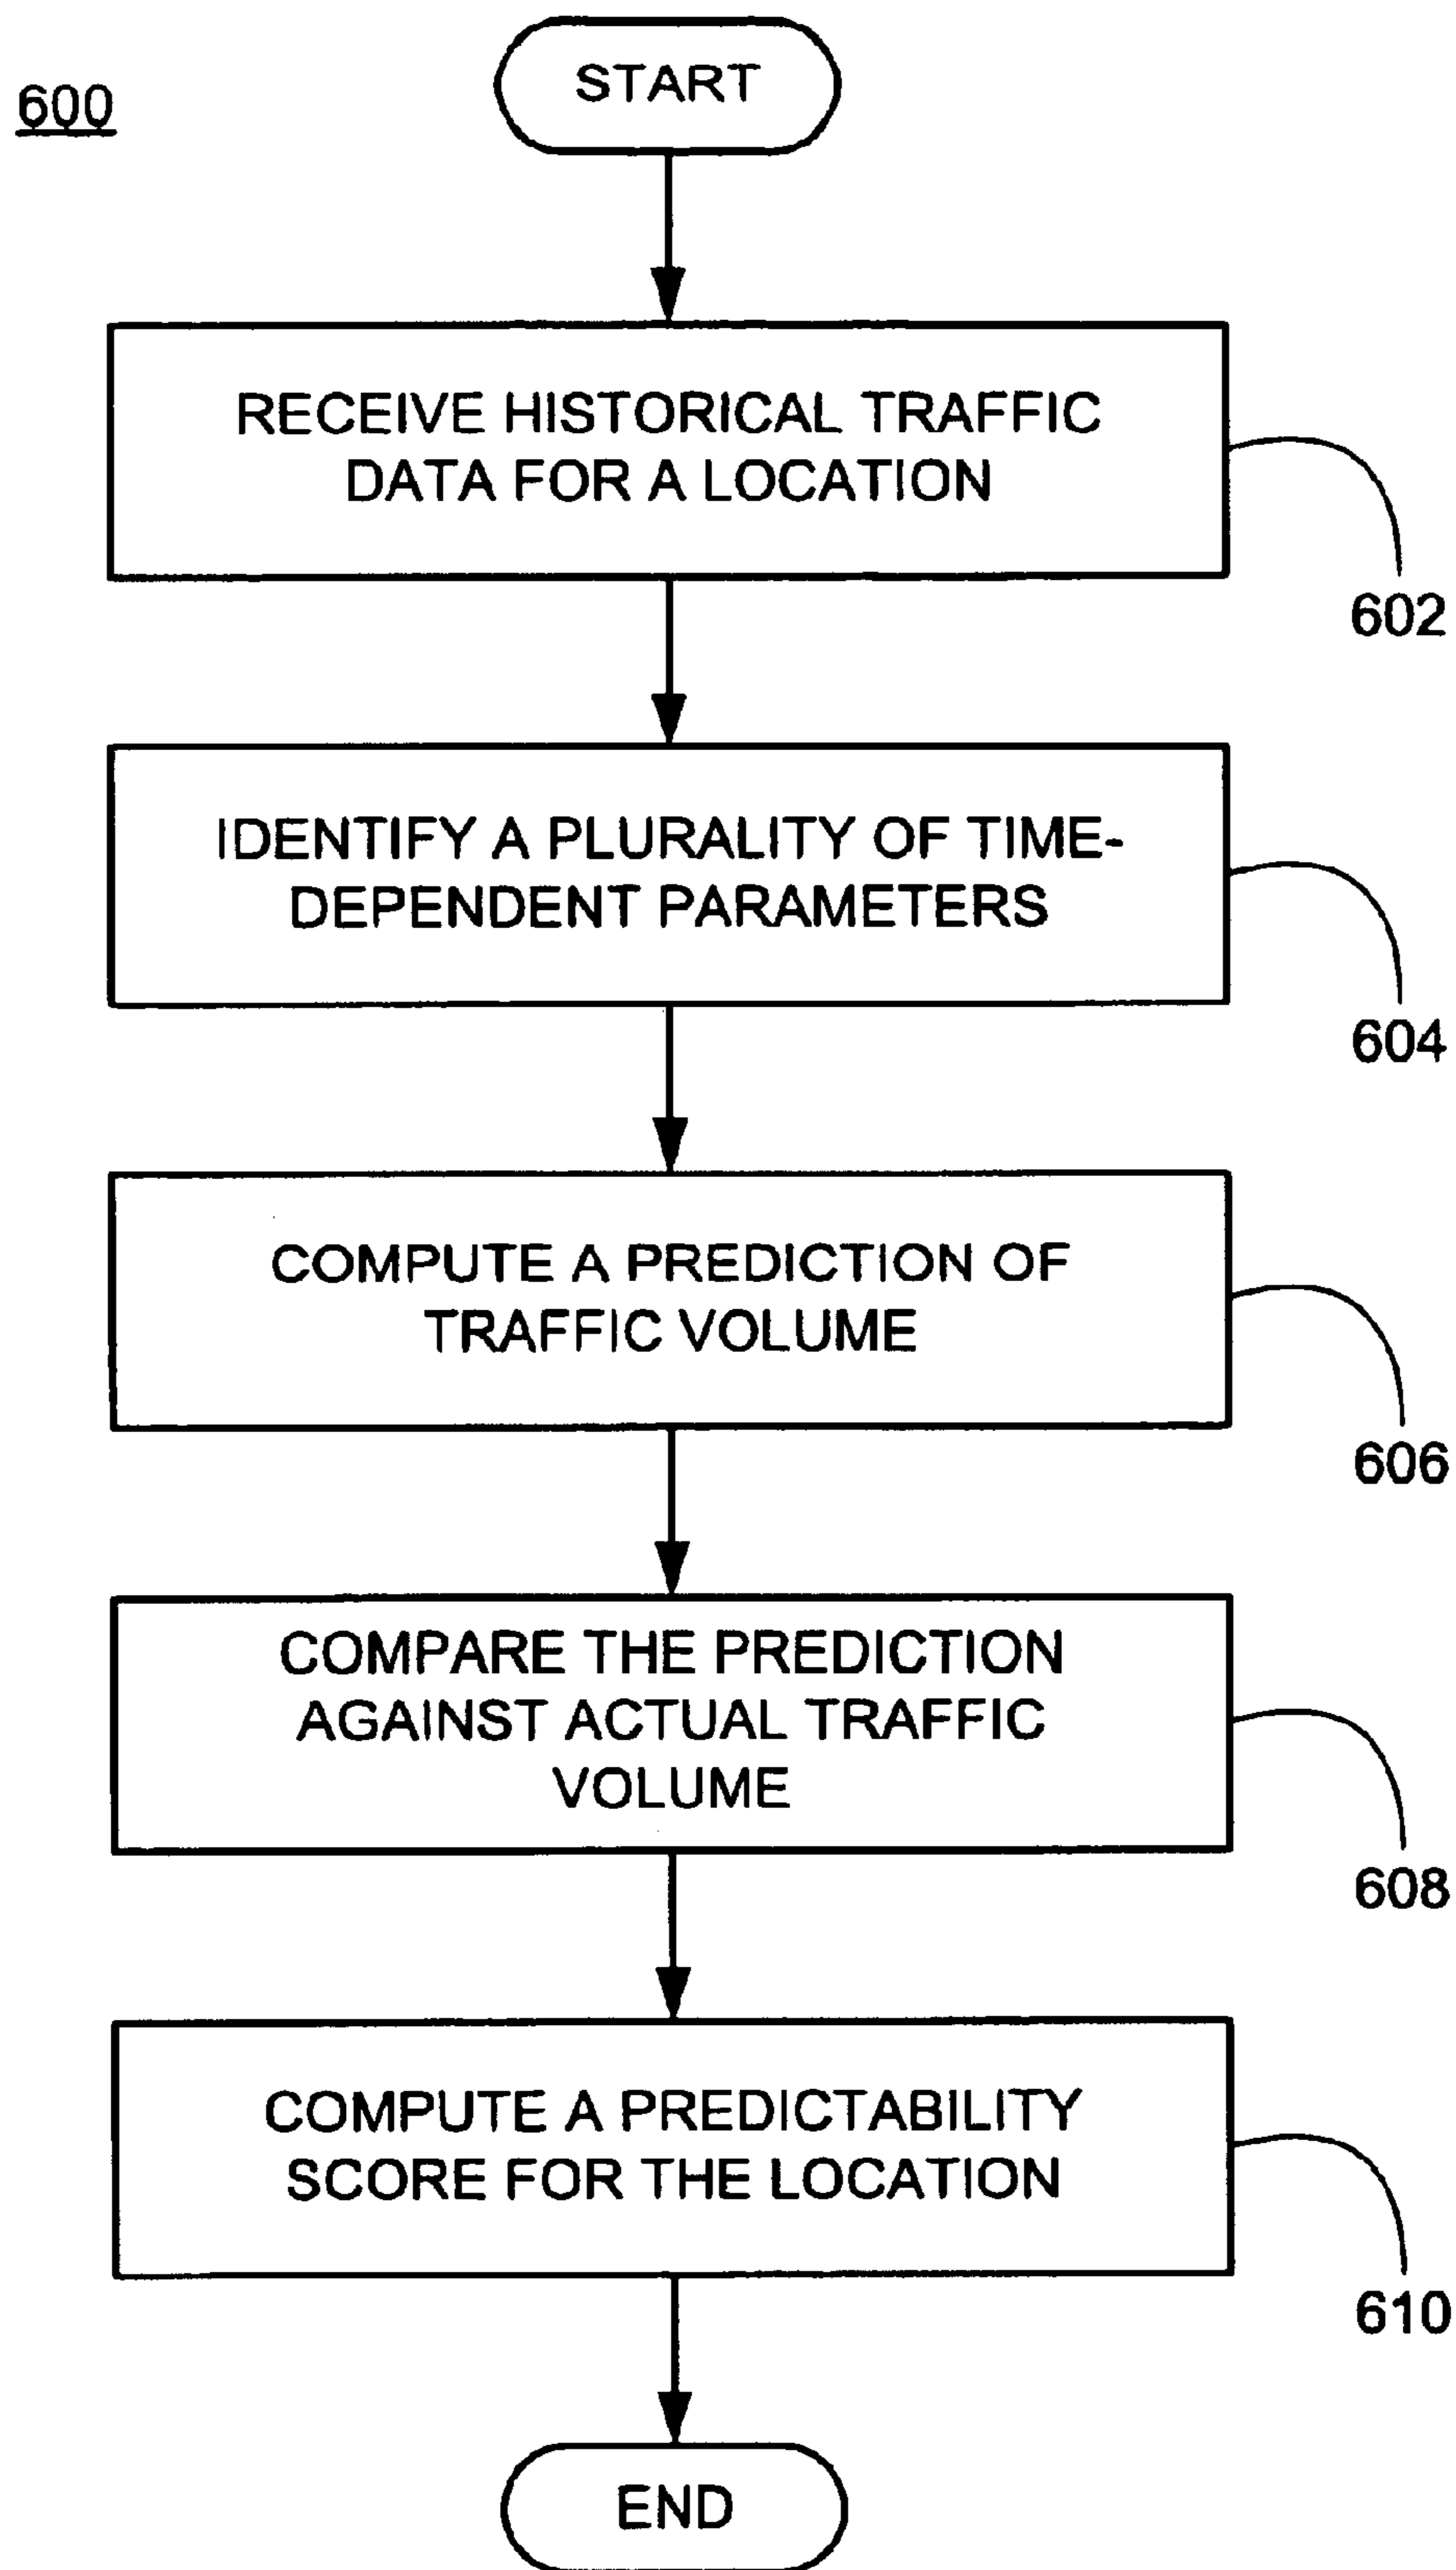 600
START
RECEIVE HISTORICAL TRAFFIC
DATA FOR A LOCATION
602
IDENTIFY A PLURALITY OF TIME-
DEPENDENT PARAMETERS
604
COMPUTE A PREDICTION OF
TRAFFIC VOLUME
606
COMPARE THE PREDICTION
AGAINST ACTUAL TRAFFIC
VOLUME
608
COMPUTE A PREDICTABILITY
SCORE FOR THE LOCATION
610
END